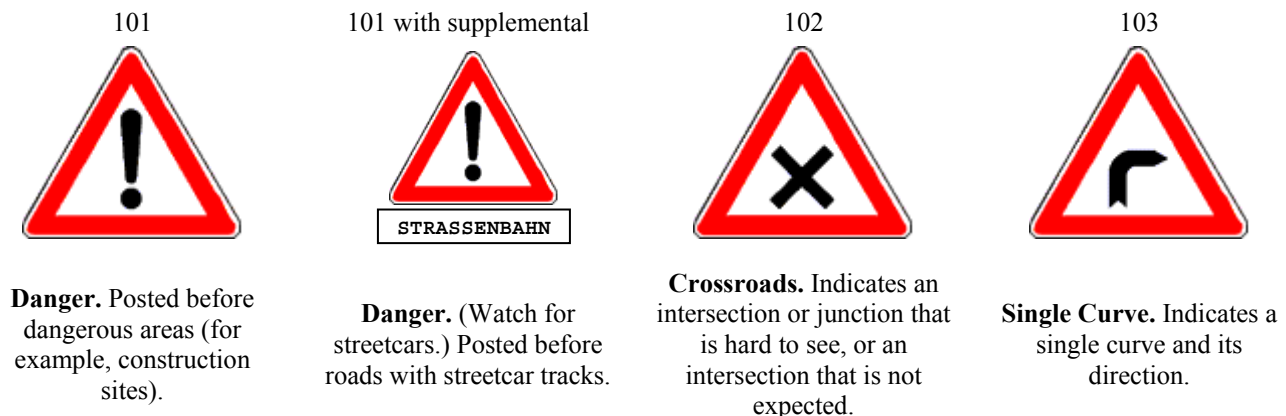 101
101 with supplemental
102
103
STRASSENBAHN
Danger. Posted before
dangerous areas (for
example, construction
sites).
Danger. (Watch for
streetcars.) Posted before
roads with streetcar tracks.
Crossroads. Indicates an
intersection or junction that
is hard to see, or an
intersection that is not
expected.
Single Curve. Indicates a
single curve and its
direction.